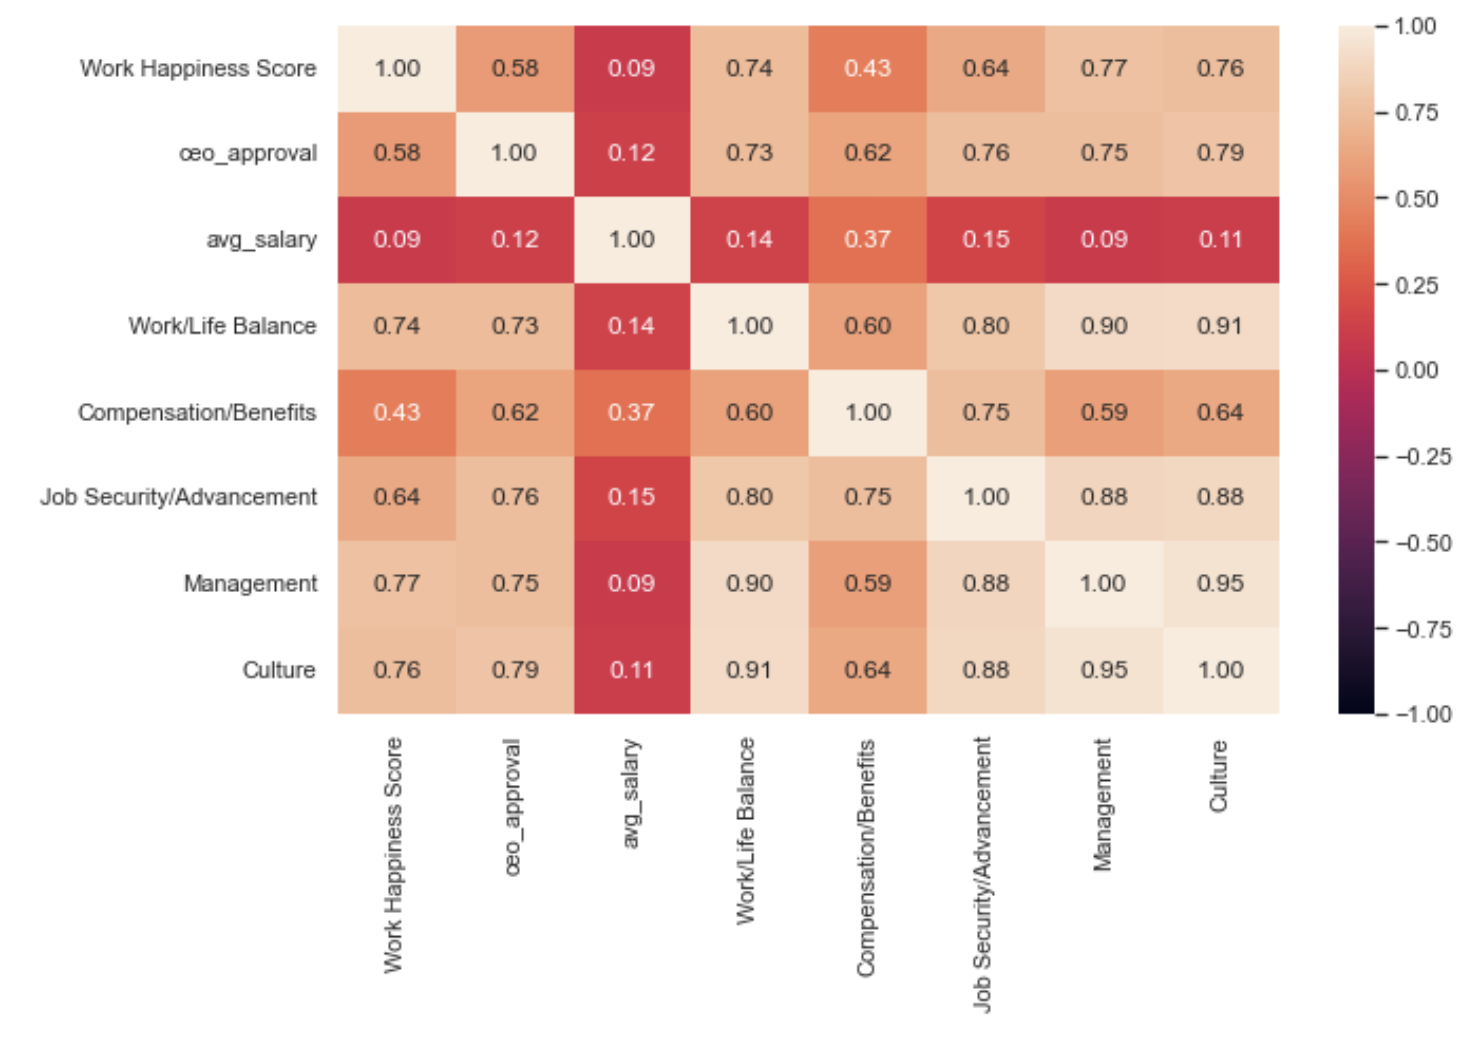 Work Happiness Score 1.00 0.58 0.09 0.74 0.43 0.64 0.77 0.76
ceo_approval 0.58 1.00 0.12 0.73 0.62 0.76 0.75 0.79
avg_salary 0.09 0.12 1.00 0.14 0.37 0.15 0.09 0.11
Work/Life Balance 0.74 0.73 0.14 1.00 0.60 0.80 0.90 0.91
Compensation/Benefits 0.43 0.62 0.37 0.60 1.00 0.75 0.59 0.64
Job Security/Advancement 0.64 0.76 0.15 0.80 0.75 1.00 0.88 0.88
Management 0.77 0.75 0.09 0.90 0.59 0.88 1.00 0.95
Culture 0.76 0.79 0.11 0.91 0.64 0.88 0.95 1.00
Work Happiness Score
ceo_approval
avg_salary
Work/Life Balance
Compensation/Benefits
Job Security/Advancement
Management
Culture
1.00
0.75
0.50
0.25
0.00
−0.25
−0.50
−0.75
−1.00